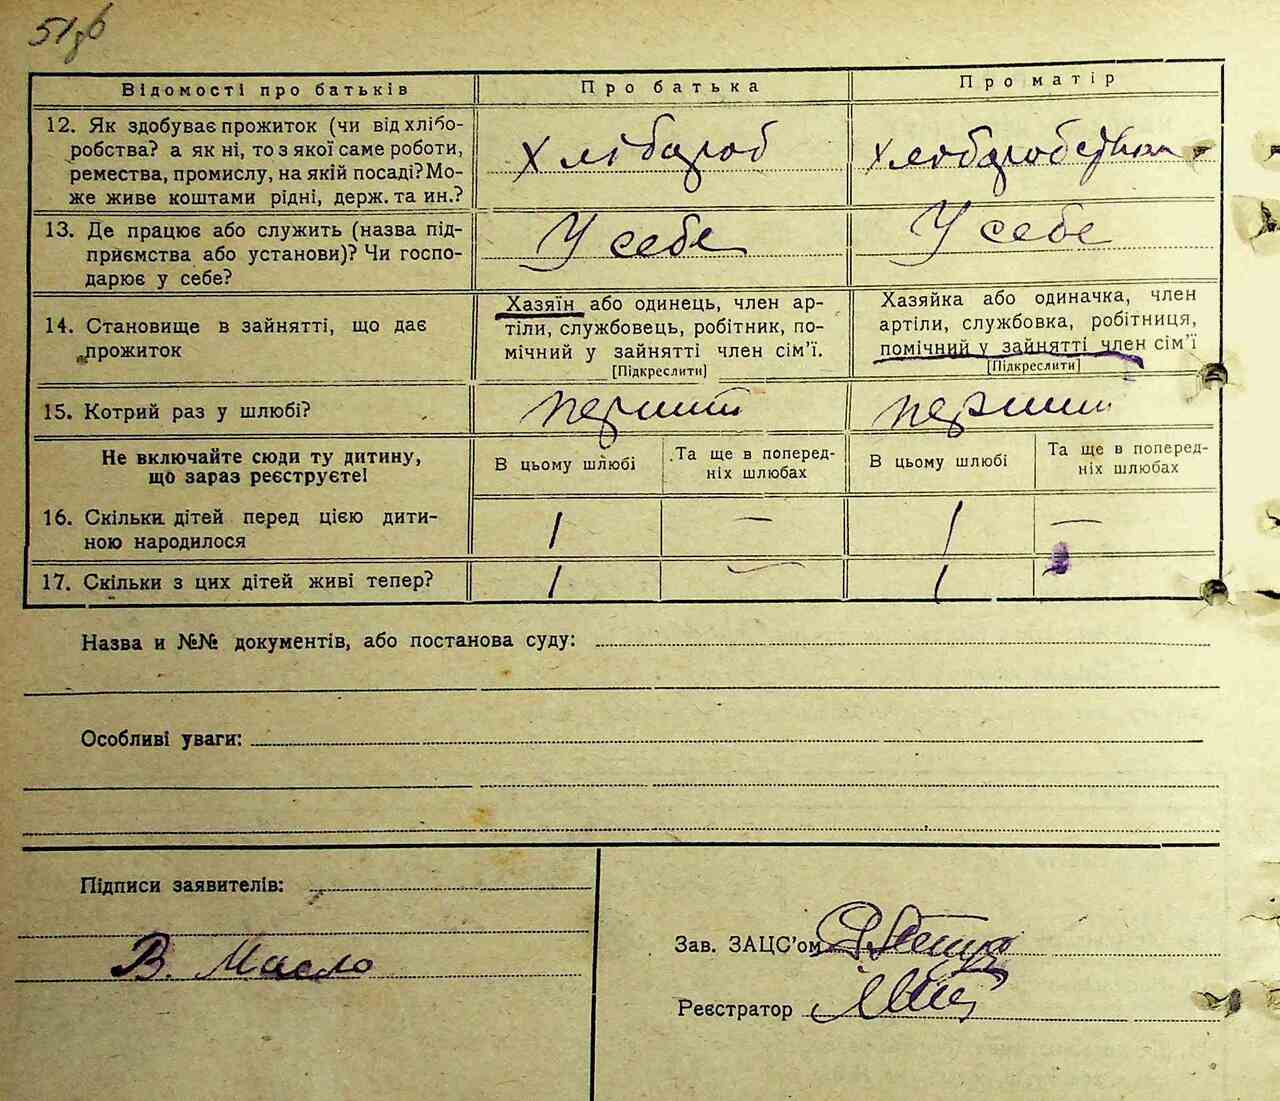 51зв
Відомості про батьків Про батька Про матір
12. Як здобуває прожиток (чи від хлібо-
робства? а як ні, то з якої саме роботи,
ремества, промислу, на якій посаді? Мо-
же живе коштами рідні, держ. та ин.?
Хлібороб хліборобством
13. Де працює або служить (назва під-
приємства або установи)? Чи госпо-
дарює у себе?
У себе У себе
14. Становище в зайнятті, що дає
прожиток
Хазяїн або одинець, член ар-
тіли, службовець, робітник, по-
мічний у зайнятті член сім'ї.
[Підкреслити]
Хазяйка або одиначка, член
артіли, службовка, робітниця,
помічний у зайнятті член сім'ї
[Підкреслити]
15. Котрий раз у шлюбі? перший перший
Не включайте сюди ту дитину,
що зараз реєструєте!
В цьому шлюбі
Та ще в поперед-
ніх шлюбах
В цьому шлюбі
Та ще в поперед-
ніх шлюбах
16. Скільки дітей перед цією дити-
ною народилося
1 — 1 —
17. Скільки з цих дітей живі тепер? 1 — 1
Назва и №№ документів, або постанова суду:
Особливі уваги:
Підписи заявителів:
В. Масло
Зав. ЗАЦС'ом
Реєстратор